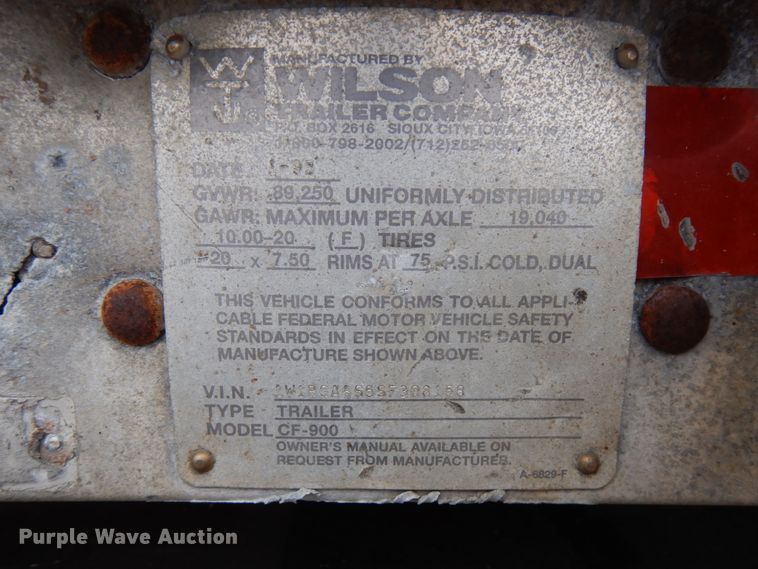 WTC
MANUFACTURED BY
WILSON
TRAILER COMPANY
P.O. BOX 2616 SIOUX CITY, IOWA
DATE
GVWR: 89,250 UNIFORMLY DISTRIBUTED
GAWR: MAXIMUM PER AXLE 19,040
10.00-20 (F) TIRES
20 x 7.50 RIMS AT 75 P.S.I. COLD, DUAL
THIS VEHICLE CONFORMS TO ALL APPLI-
CABLE FEDERAL MOTOR VEHICLE SAFETY
STANDARDS IN EFFECT ON THE DATE OF
MANUFACTURE SHOWN ABOVE.
V.I.N.
TYPE TRAILER
MODEL CF-900
OWNER'S MANUAL AVAILABLE ON
REQUEST FROM MANUFACTURER.
A-6829-F
Purple Wave Auction